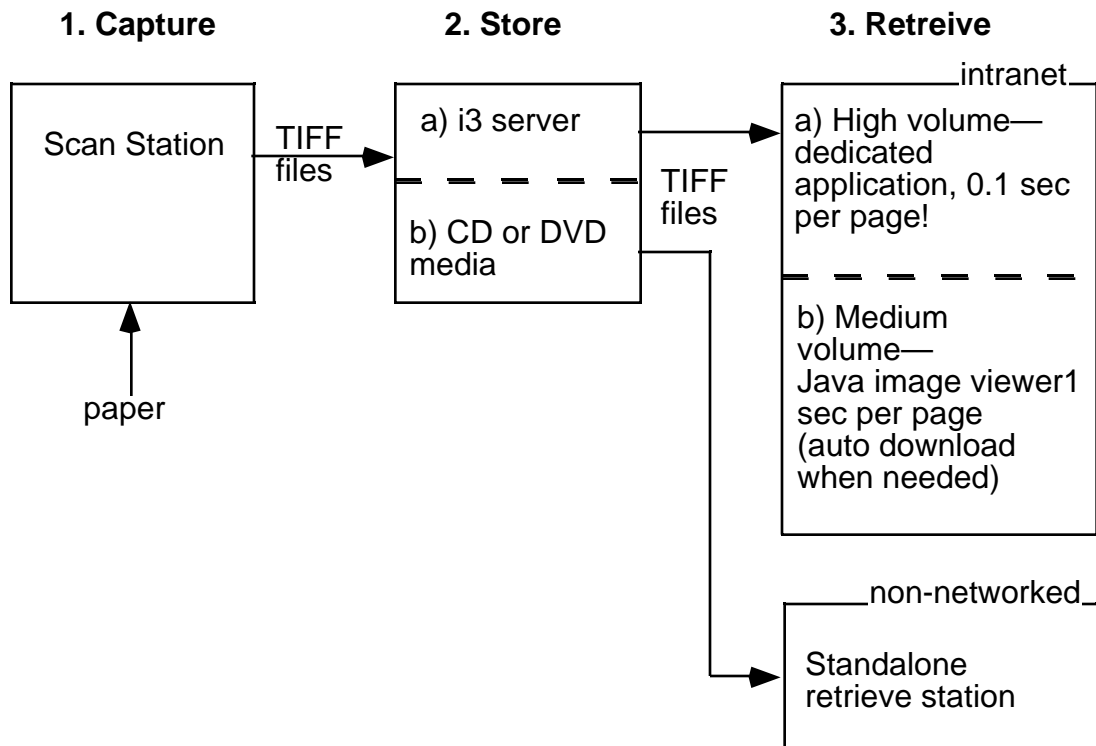 1. Capture
2. Store
3. Retreive
Scan Station
TIFF
files
paper
a) i3 server
b) CD or DVD
media
TIFF
files
intranet
a) High volume—
dedicated
application, 0.1 sec
per page!
b) Medium
volume—
Java image viewer1
sec per page
(auto download
when needed)
non-networked
Standalone
retrieve station